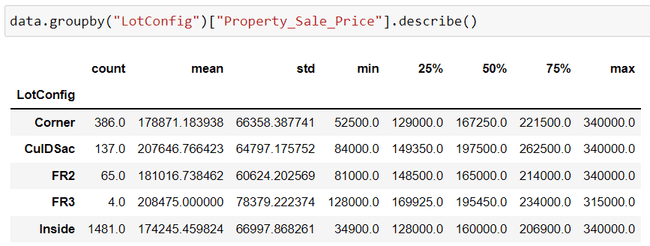 data.groupby("LotConfig")["Property_Sale_Price"].describe()
count mean std min 25% 50% 75% max
LotConfig
Corner 386.0 178871.183938 66358.387741 52500.0 129000.0 167250.0 221500.0 340000.0
CulDSac 137.0 207646.766423 64797.175752 84000.0 149350.0 197500.0 262500.0 340000.0
FR2 65.0 181016.738462 60624.202569 81000.0 148500.0 165000.0 214000.0 340000.0
FR3 4.0 208475.000000 78379.222374 128000.0 169925.0 195450.0 234000.0 315000.0
Inside 1481.0 174245.459824 66997.868261 34900.0 128000.0 160000.0 206900.0 340000.0